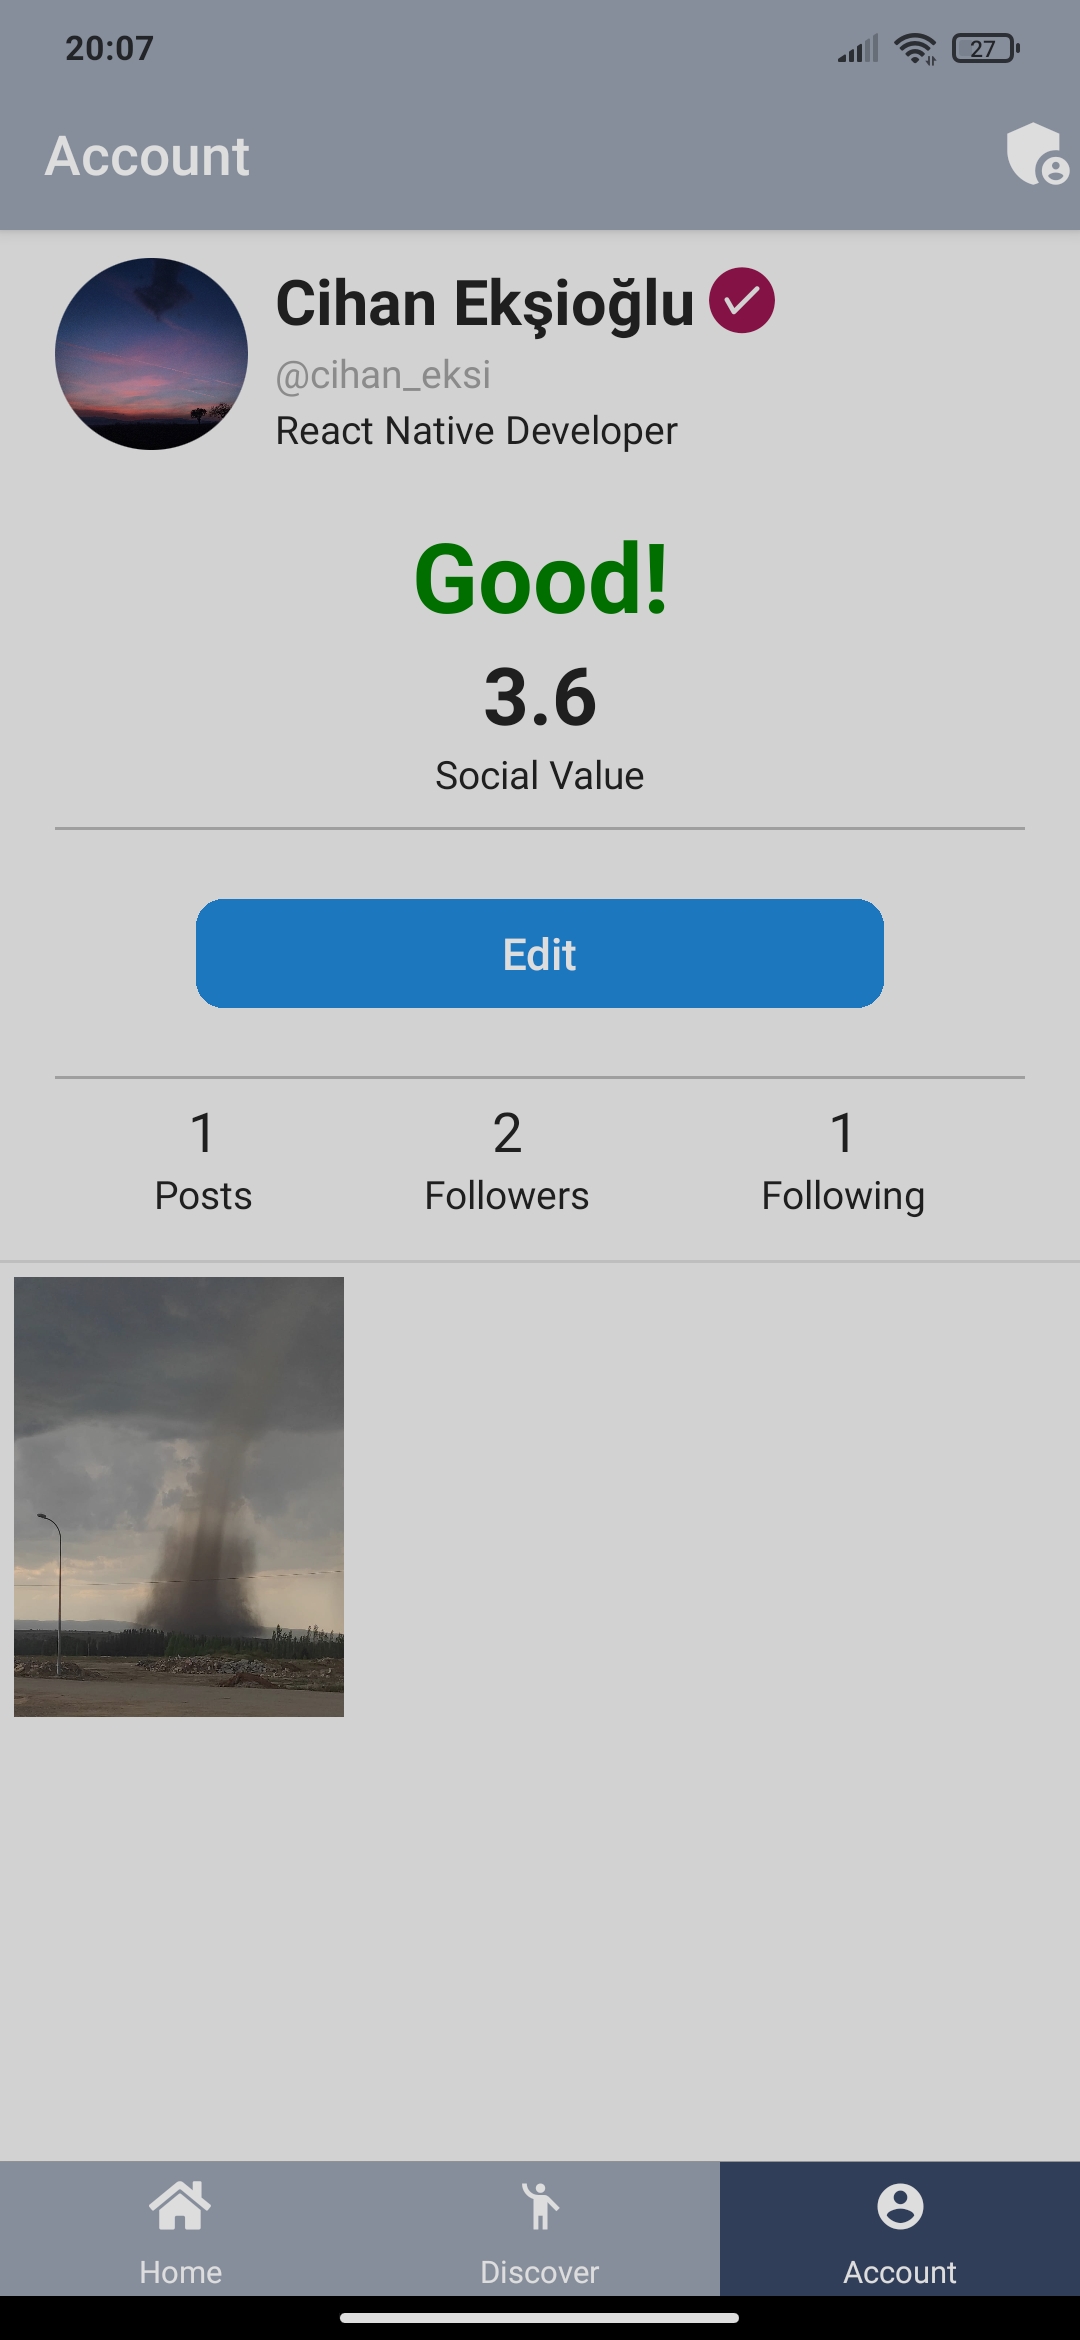 20:07
27
Account
Cihan Ekşioğlu
@cihan_eksi
React Native Developer
Good!
3.6
Social Value
Edit
1 2 1
Posts Followers Following
Home Discover Account